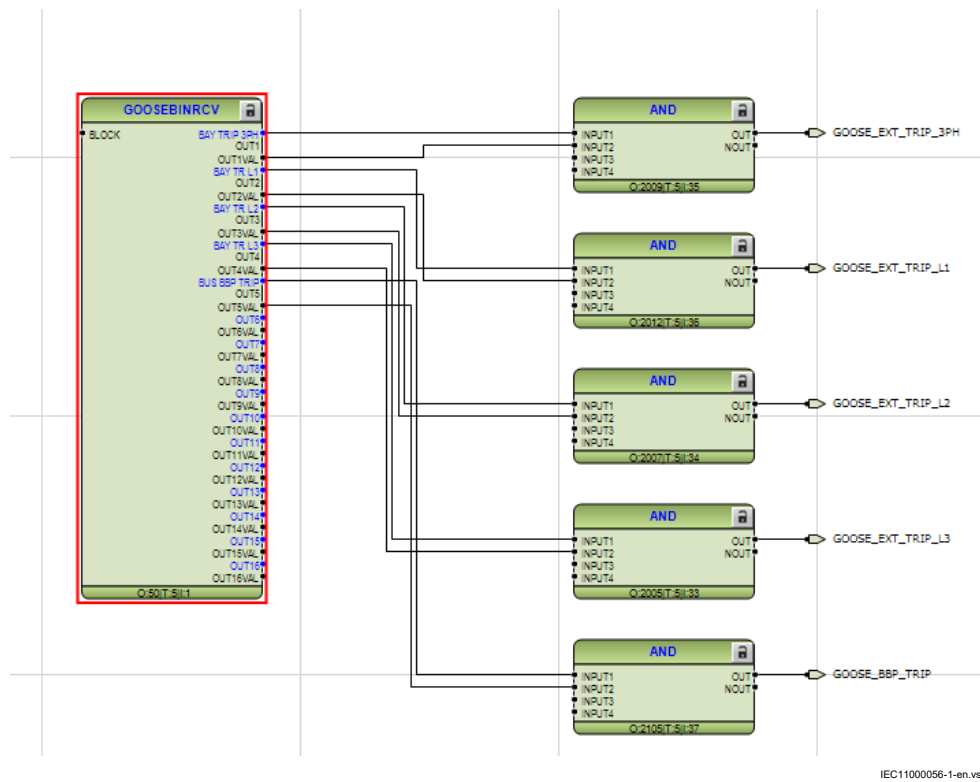 GOOSEBINRCV
BLOCK
BAY TRIP 3PH
OUT1
OUT1VAL
BAY TR L1
OUT2
OUT2VAL
BAY TR L2
OUT3
OUT3VAL
BAY TR L3
OUT4
OUT4VAL
BUS BBP TRIP
OUT5
OUT5VAL
OUT6
OUT6VAL
OUT7
OUT7VAL
OUT8
OUT8VAL
OUT9
OUT9VAL
OUT10
OUT10VAL
OUT11
OUT11VAL
OUT12
OUT12VAL
OUT13
OUT13VAL
OUT14
OUT14VAL
OUT15
OUT15VAL
OUT16
OUT16VAL
O:50|T:5|I:1
AND
INPUT1 OUT
INPUT2 NOUT
INPUT3
INPUT4
O:2009|T:5|I:35
GOOSE_EXT_TRIP_3PH
AND
INPUT1 OUT
INPUT2 NOUT
INPUT3
INPUT4
O:2012|T:5|I:36
GOOSE_EXT_TRIP_L1
AND
INPUT1 OUT
INPUT2 NOUT
INPUT3
INPUT4
O:2007|T:5|I:34
GOOSE_EXT_TRIP_L2
AND
INPUT1 OUT
INPUT2 NOUT
INPUT3
INPUT4
O:2005|T:5|I:33
GOOSE_EXT_TRIP_L3
AND
INPUT1 OUT
INPUT2 NOUT
INPUT3
INPUT4
O:2105|T:5|I:37
GOOSE_BBP_TRIP